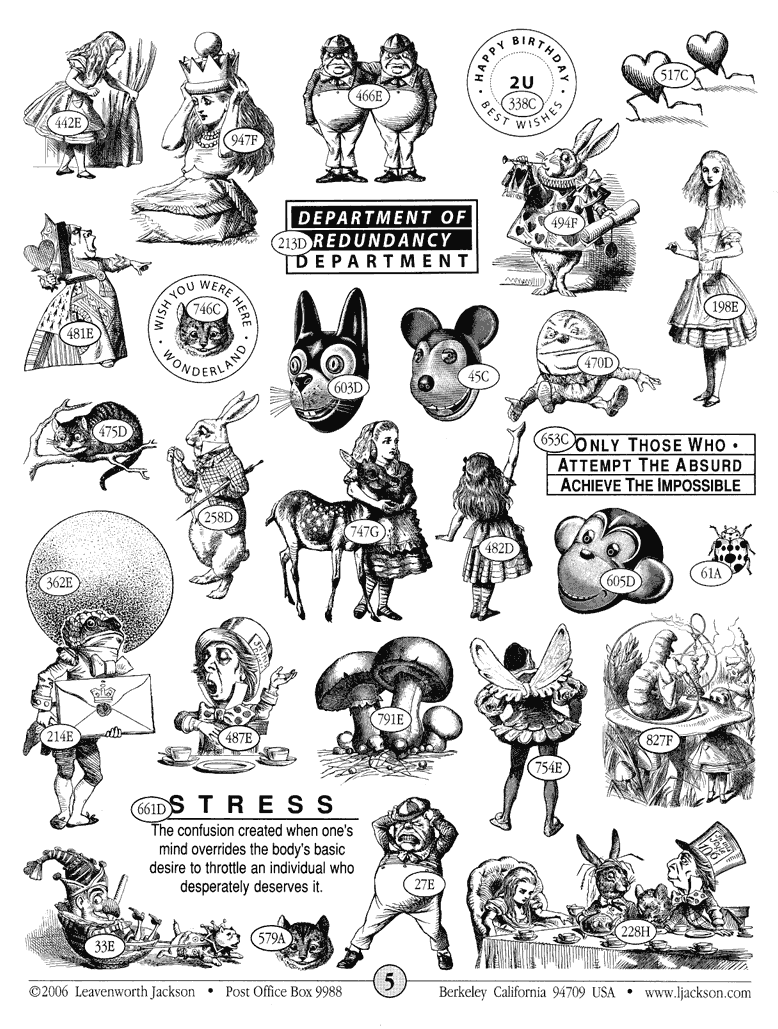 442E
947F
466E
HAPPY BIRTHDAY
2U
338C
BEST WISHES
517C
494F
198E
DEPARTMENT OF
213D
REDUNDANCY
DEPARTMENT
481E
WISH YOU WERE HERE
746C
WONDERLAND
603D
45C
470D
475D
258D
747G
482D
653C
ONLY THOSE WHO •
ATTEMPT THE ABSURD
ACHIEVE THE IMPOSSIBLE
605D
61A
362E
214E
487E
791E
754E
827F
661D
STRESS
The confusion created when one's
mind overrides the body's basic
desire to throttle an individual who
desperately deserves it.
27E
33E
579A
228H
5
©2006 Leavenworth Jackson • Post Office Box 9988
Berkeley California 94709 USA • www.ljackson.com